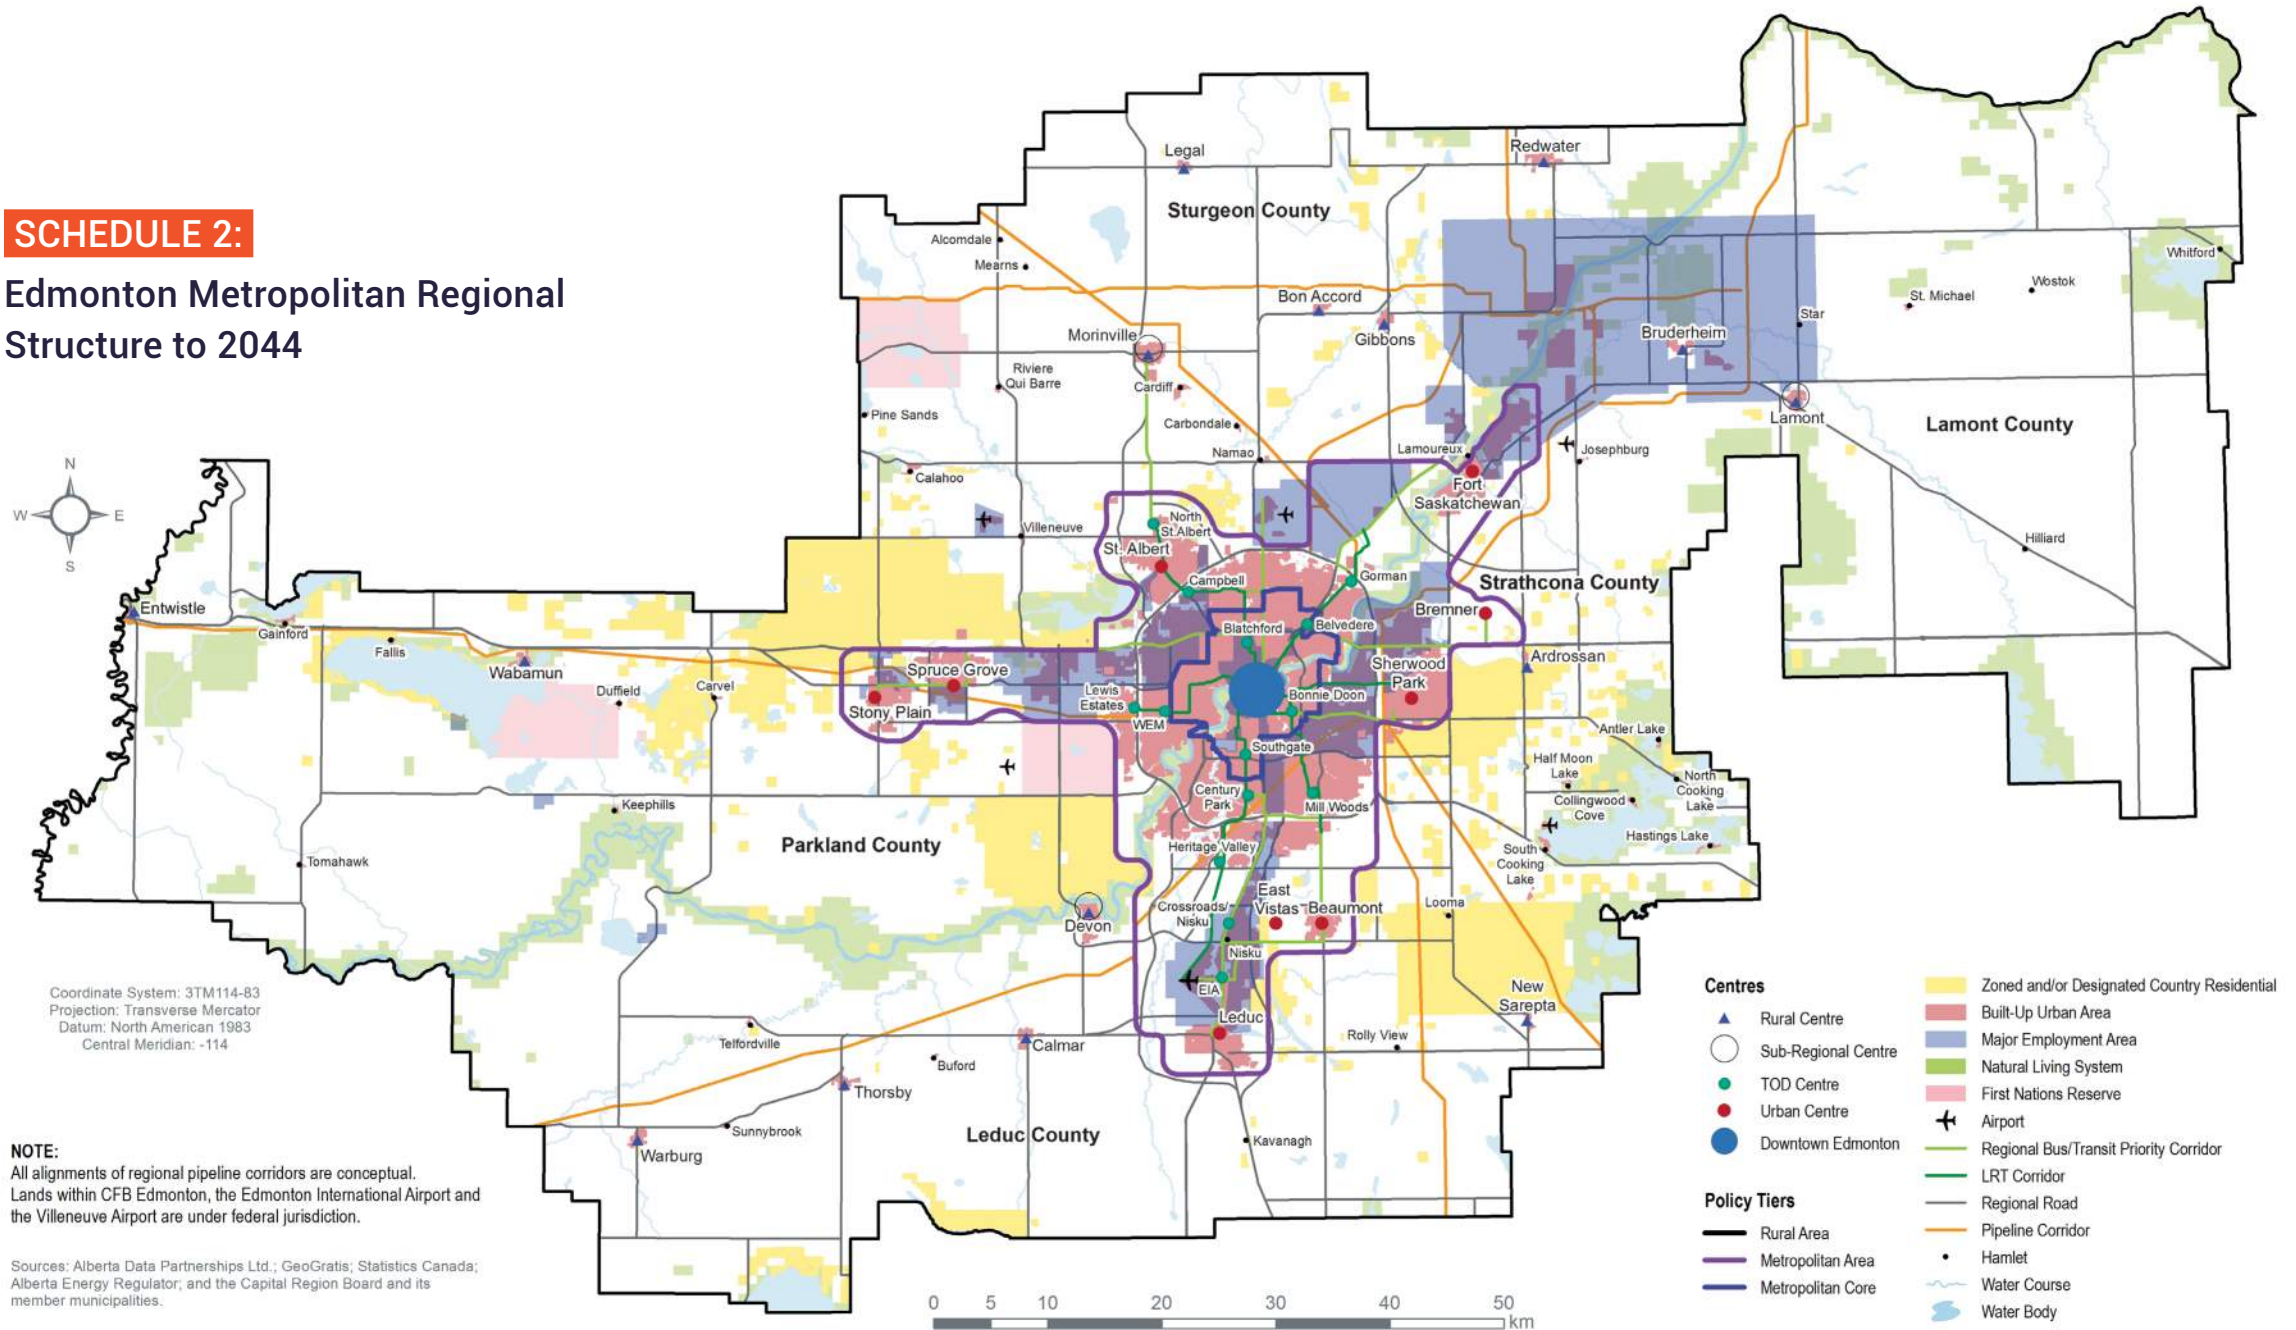 SCHEDULE 2:
Edmonton Metropolitan Regional
Structure to 2044
N
W
E
S
Legal
Redwater
Sturgeon County
Alcomdale
Mearns
Whitford
Wostok
St. Michael
Bon Accord
Gibbons
Star
Bruderheim
Morinville
Riviere
Qui Barre
Cardiff
Pine Sands
Carbondale
Namao
Lamoureux
Josephburg
Lamont
Lamont County
Calahoo
Fort
Saskatchewan
Villeneuve
North
St.Albert
St. Albert
Hilliard
Campbell
Gorman
Strathcona County
Bremner
Entwistle
Gainford
Fallis
Wabamun
Duffield
Carvel
Spruce Grove
Stony Plain
Blatchford
Belvedere
Sherwood
Park
Ardrossan
Lewis
Estates
WEM
Bonnie Doon
Southgate
Antler Lake
Half Moon
Lake
North
Cooking
Lake
Collingwood
Cove
Hastings Lake
South
Cooking
Lake
Century
Park
Mill Woods
Keephills
Parkland County
Tomahawk
Heritage Valley
Devon
Crossroads/
Nisku
East
Vistas
Beaumont
Looma
Nisku
EIA
New
Sarepta
Leduc
Rolly View
Telfordville
Calmar
Buford
Thorsby
Sunnybrook
Warburg
Leduc County
Kavanagh
Coordinate System: 3TM114-83
Projection: Transverse Mercator
Datum: North American 1983
Central Meridian: -114
NOTE:
All alignments of regional pipeline corridors are conceptual.
Lands within CFB Edmonton, the Edmonton International Airport and
the Villeneuve Airport are under federal jurisdiction.
Sources: Alberta Data Partnerships Ltd.; GeoGratis; Statistics Canada;
Alberta Energy Regulator; and the Capital Region Board and its
member municipalities.
0 5 10 20 30 40 50
km
Centres
Rural Centre
Sub-Regional Centre
TOD Centre
Urban Centre
Downtown Edmonton
Policy Tiers
Rural Area
Metropolitan Area
Metropolitan Core
Zoned and/or Designated Country Residential
Built-Up Urban Area
Major Employment Area
Natural Living System
First Nations Reserve
Airport
Regional Bus/Transit Priority Corridor
LRT Corridor
Regional Road
Pipeline Corridor
Hamlet
Water Course
Water Body